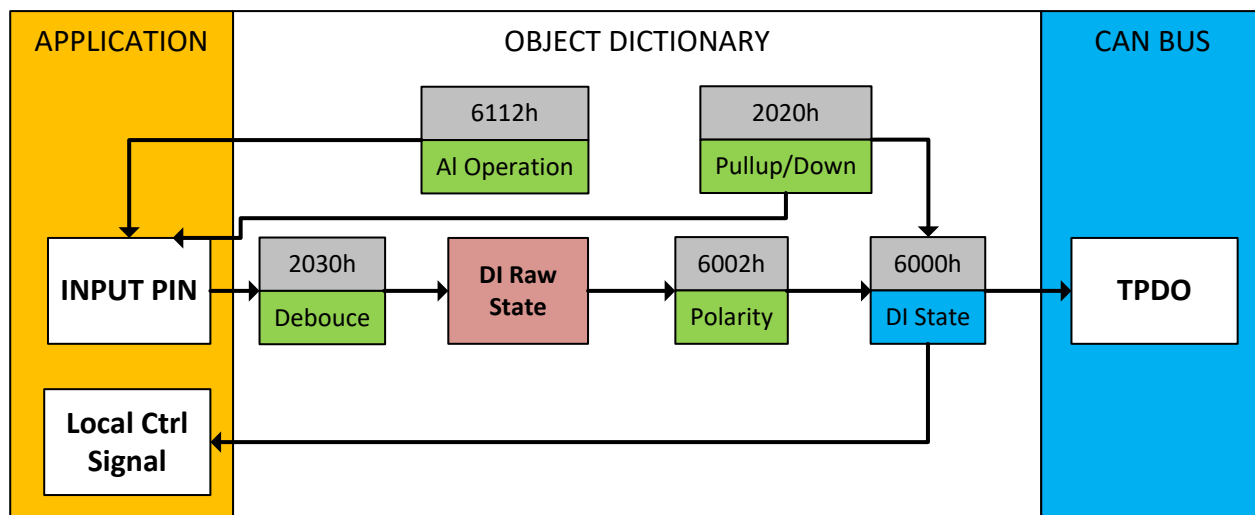 APPLICATION
OBJECT DICTIONARY
CAN BUS
6112h
AI Operation
2020h
Pullup/Down
INPUT PIN
2030h
Debouce
DI Raw
State
6002h
Polarity
6000h
DI State
TPDO
Local Ctrl
Signal